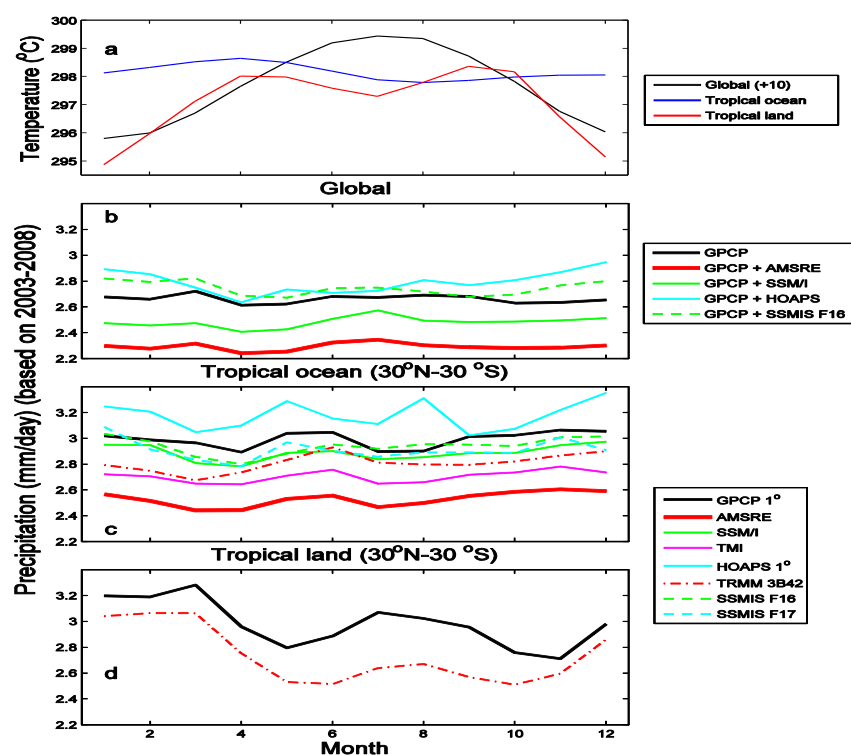 Temperature (°C)
300
299
298
297
296
295
a
Global (+10)
Tropical ocean
Tropical land
Global
Precipitation (mm/day) (based on 2003-2008)
b
3.2
3
2.8
2.6
2.4
2.2
GPCP
GPCP + AMSRE
GPCP + SSM/I
GPCP + HOAPS
GPCP + SSMIS F16
Tropical ocean (30°N-30 °S)
3.2
3
2.8
2.6
2.4
2.2
c
GPCP 1°
AMSRE
SSM/I
TMI
HOAPS 1°
TRMM 3B42
SSMIS F16
SSMIS F17
Tropical land (30°N-30 °S)
3.2
3
2.8
2.6
2.4
2.2
d
2
4
6
8
10
12
Month